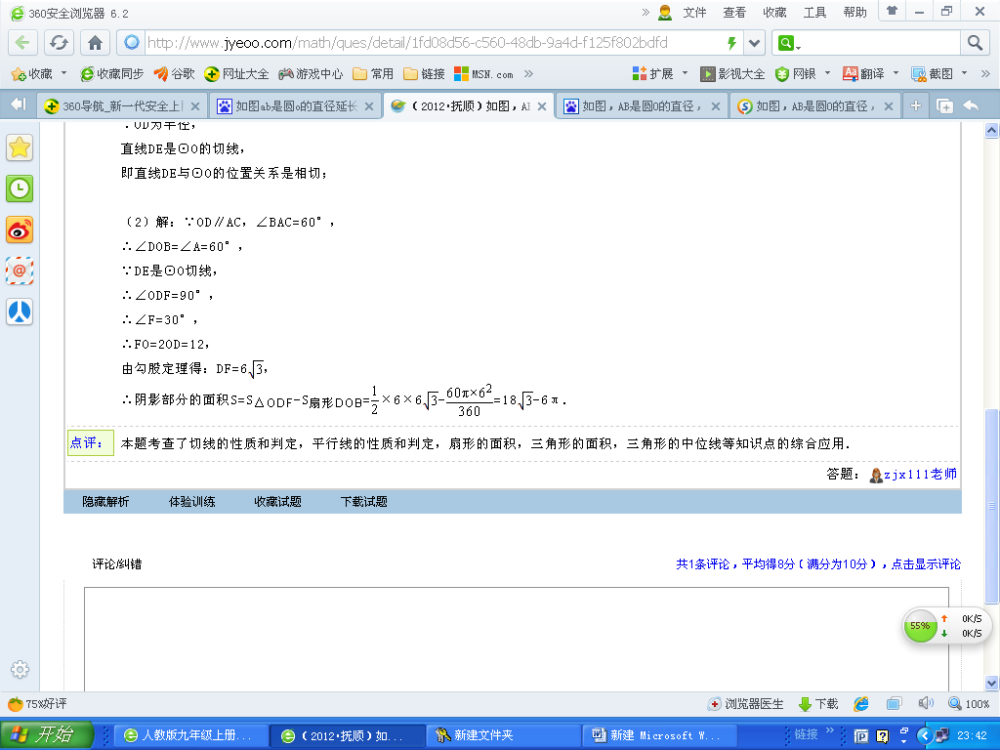 360安全浏览器 6.2
» 文件 查看 收藏 工具 帮助
http://www.jyeoo.com/math/ques/detail/1fd08d56-c560-48db-9a4d-f125f802bdfd
收藏 收藏同步 谷歌 网址大全 游戏中心 常用 链接 MSN.com » 扩展 影视大全 网银 翻译 截图 »
360导航_新一代安全上 如图ab是圆o的直径延长 (2012•抚顺)如图，A 如图，AB是圆O的直径， 如图，AB是圆O的直径，
∵OD为半径，
直线DE是⊙O的切线，
即直线DE与⊙O的位置关系是相切；
（2）解：∵OD∥AC，∠BAC=60°，
∴∠DOB=∠A=60°，
∵DE是⊙O切线，
∴∠ODF=90°，
∴∠F=30°，
∴FO=2OD=12，
由勾股定理得：DF=6√3，
∴阴影部分的面积S=S△ODF-S扇形DOB=1/2×6×6√3-60π×6²/360=18√3-6π．
点评： 本题考查了切线的性质和判定，平行线的性质和判定，扇形的面积，三角形的面积，三角形的中位线等知识点的综合应用．
答题： zjx111老师
隐藏解析 体验训练 收藏试题 下载试题
评论/纠错 共1条评论，平均得8分（满分为10分），点击显示评论
55% 0K/S
0K/S
75%好评 浏览器医生 下载 100%
开始 人教版九年级上册... (2012•抚顺)如... 新建文件夹 新建 Microsoft W... 链接 » 23:42